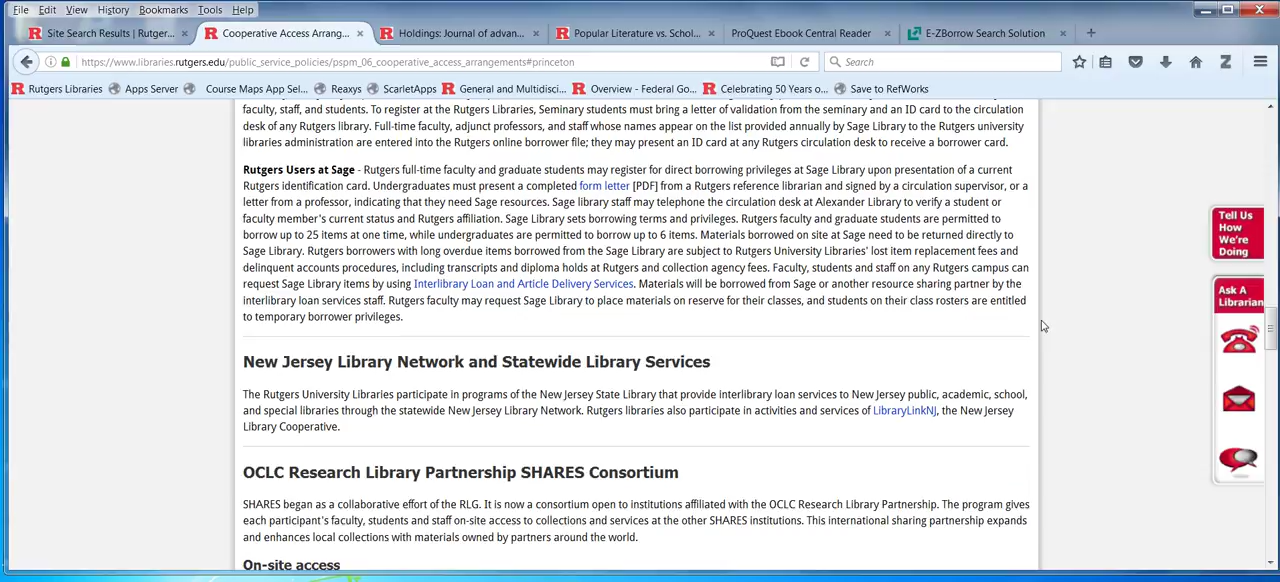 File Edit View History Bookmarks Tools Help
Site Search Results | Rutger... × Cooperative Access Arrang... × Holdings: Journal of advan... × Popular Literature vs. Schol... × ProQuest Ebook Central Reader × E-ZBorrow Search Solution × +
https://www.libraries.rutgers.edu/public_service_policies/pspm_06_cooperative_access_arrangements#princeton Search
Rutgers Libraries Apps Server Course Maps App Sel... Reaxys ScarletApps General and Multidisci... Overview - Federal Go... Celebrating 50 Years o... Save to RefWorks
faculty, staff, and students. To register at the Rutgers Libraries, Seminary students must bring a letter of validation from the seminary and an ID card to the circulation
desk of any Rutgers library. Full-time faculty, adjunct professors, and staff whose names appear on the list provided annually by Sage Library to the Rutgers university
libraries administration are entered into the Rutgers online borrower file; they may present an ID card at any Rutgers circulation desk to receive a borrower card.
Rutgers Users at Sage - Rutgers full-time faculty and graduate students may register for direct borrowing privileges at Sage Library upon presentation of a current
Rutgers identification card. Undergraduates must present a completed form letter [PDF] from a Rutgers reference librarian and signed by a circulation supervisor, or a
letter from a professor, indicating that they need Sage resources. Sage library staff may telephone the circulation desk at Alexander Library to verify a student or
faculty member's current status and Rutgers affiliation. Sage Library sets borrowing terms and privileges. Rutgers faculty and graduate students are permitted to
borrow up to 25 items at one time, while undergraduates are permitted to borrow up to 6 items. Materials borrowed on site at Sage need to be returned directly to
Sage Library. Rutgers borrowers with long overdue items borrowed from the Sage Library are subject to Rutgers University Libraries' lost item replacement fees and
delinquent accounts procedures, including transcripts and diploma holds at Rutgers and collection agency fees. Faculty, students and staff on any Rutgers campus can
request Sage Library items by using Interlibrary Loan and Article Delivery Services. Materials will be borrowed from Sage or another resource sharing partner by the
interlibrary loan services staff. Rutgers faculty may request Sage Library to place materials on reserve for their classes, and students on their class rosters are entitled
to temporary borrower privileges.
New Jersey Library Network and Statewide Library Services
The Rutgers University Libraries participate in programs of the New Jersey State Library that provide interlibrary loan services to New Jersey public, academic, school,
and special libraries through the statewide New Jersey Library Network. Rutgers libraries also participate in activities and services of LibraryLinkNJ, the New Jersey
Library Cooperative.
OCLC Research Library Partnership SHARES Consortium
SHARES began as a collaborative effort of the RLG. It is now a consortium open to institutions affiliated with the OCLC Research Library Partnership. The program gives
each participant's faculty, students and staff on-site access to collections and services at the other SHARES institutions. This international sharing partnership expands
and enhances local collections with materials owned by partners around the world.
On-site access
Tell Us
How
We're
Doing
Ask A
Librarian